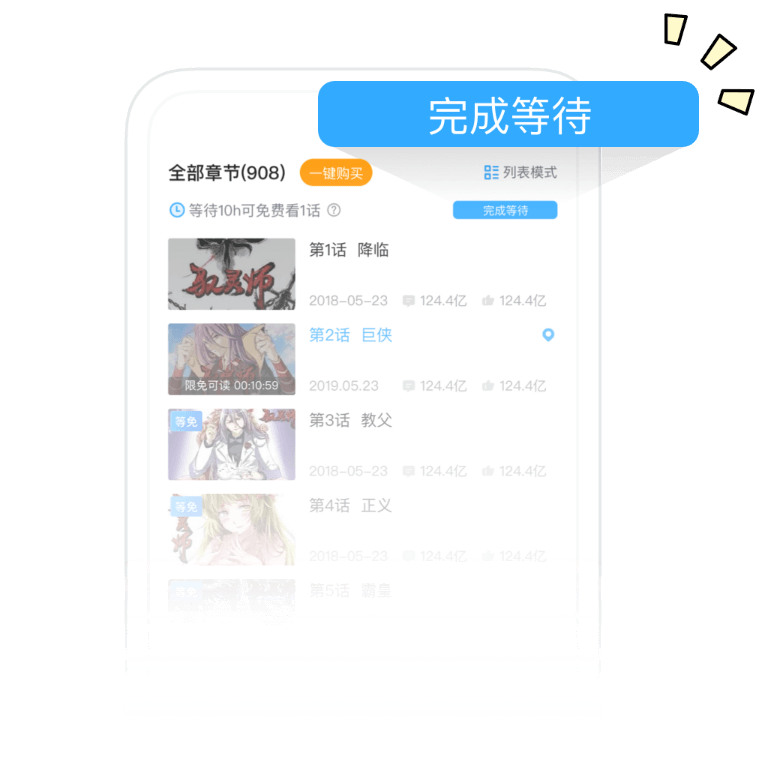 完成等待
全部章节(908) 一键购买 列表模式
等待10h可免费看1话 ? 完成等待
驭灵师
第1话 降临
2018-05-23 124.4亿 124.4亿
第2话 巨侠
限免可读 00:10:59
2019.05.23 124.4亿 124.4亿
等免
第3话 教父
2018-05-23 124.4亿 124.4亿
等免
第4话 正义
2018-05-23 124.4亿 124.4亿
等免
第5话 霸星